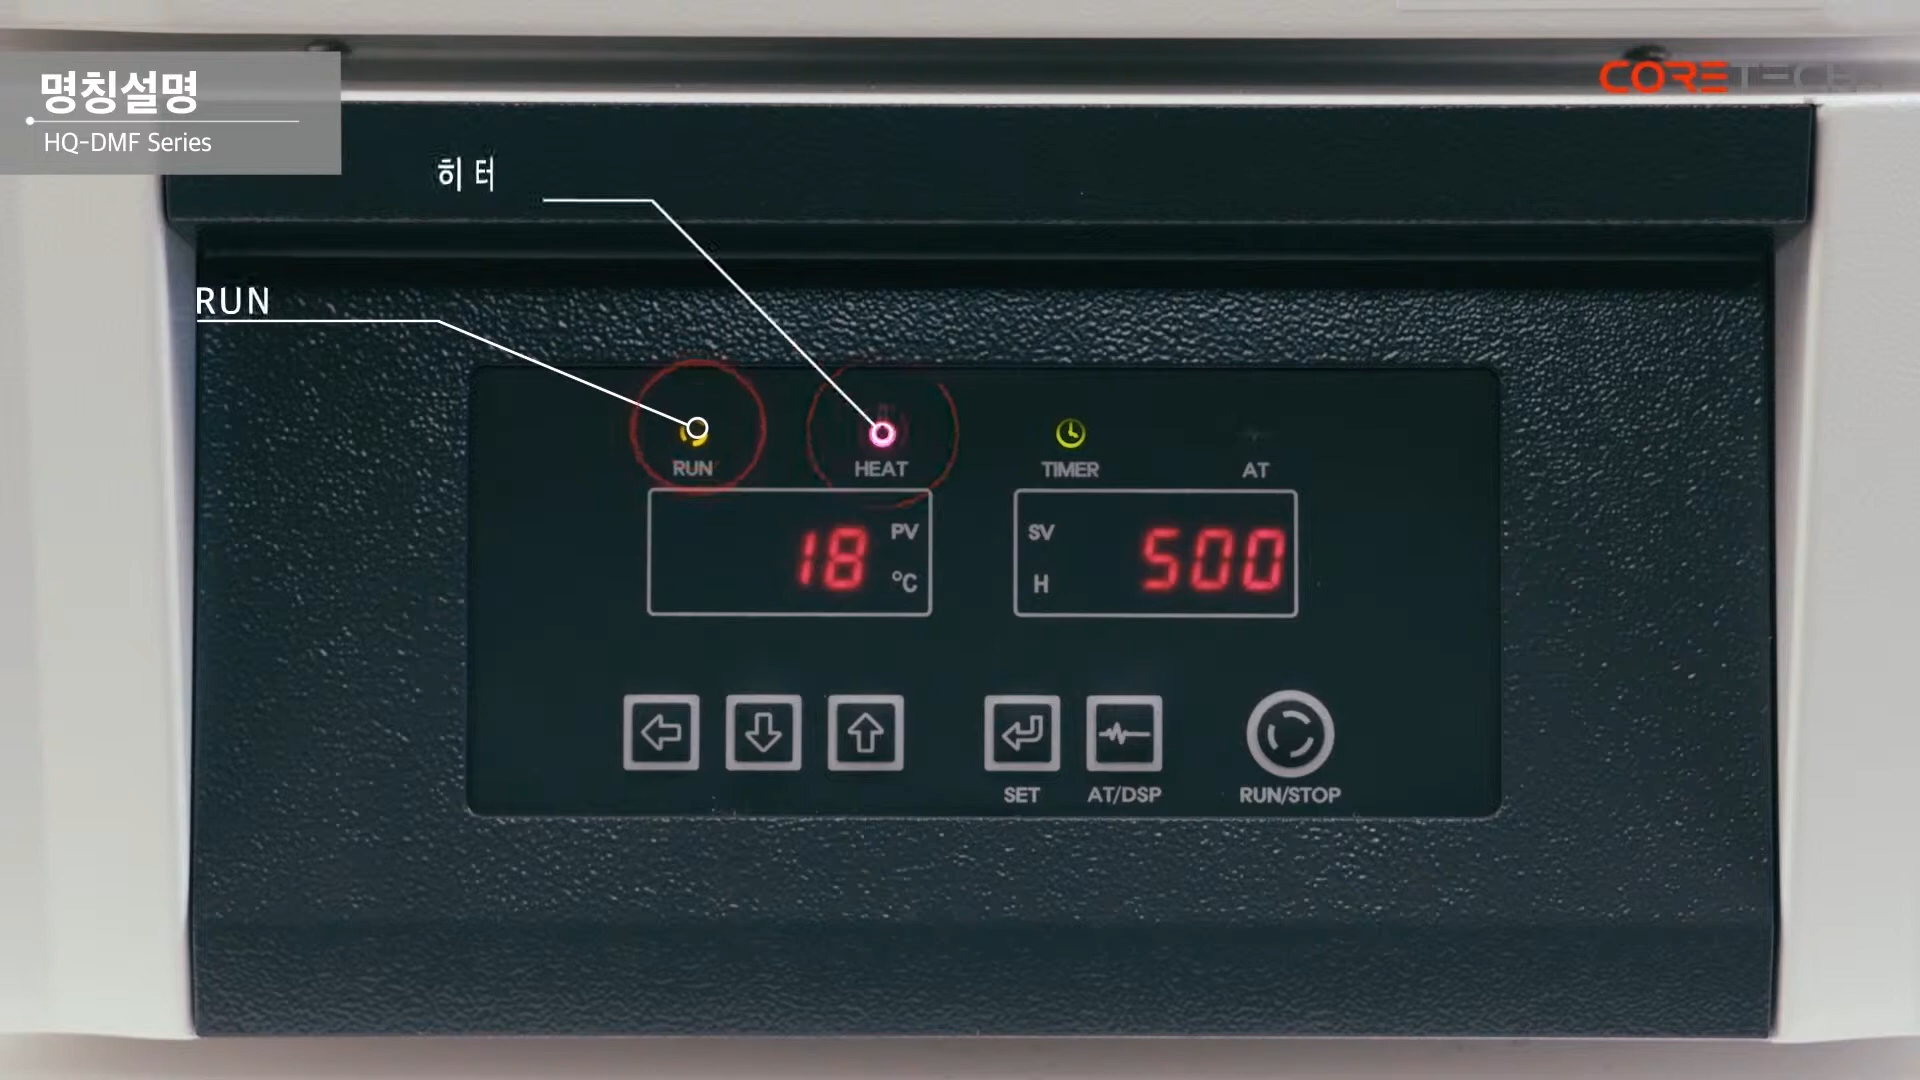 명칭설명
HQ-DMF Series
CORETECH
히터
RUN
RUN
HEAT
TIMER
AT
18
PV
°C
SV
H
500
SET
AT/DSP
RUN/STOP